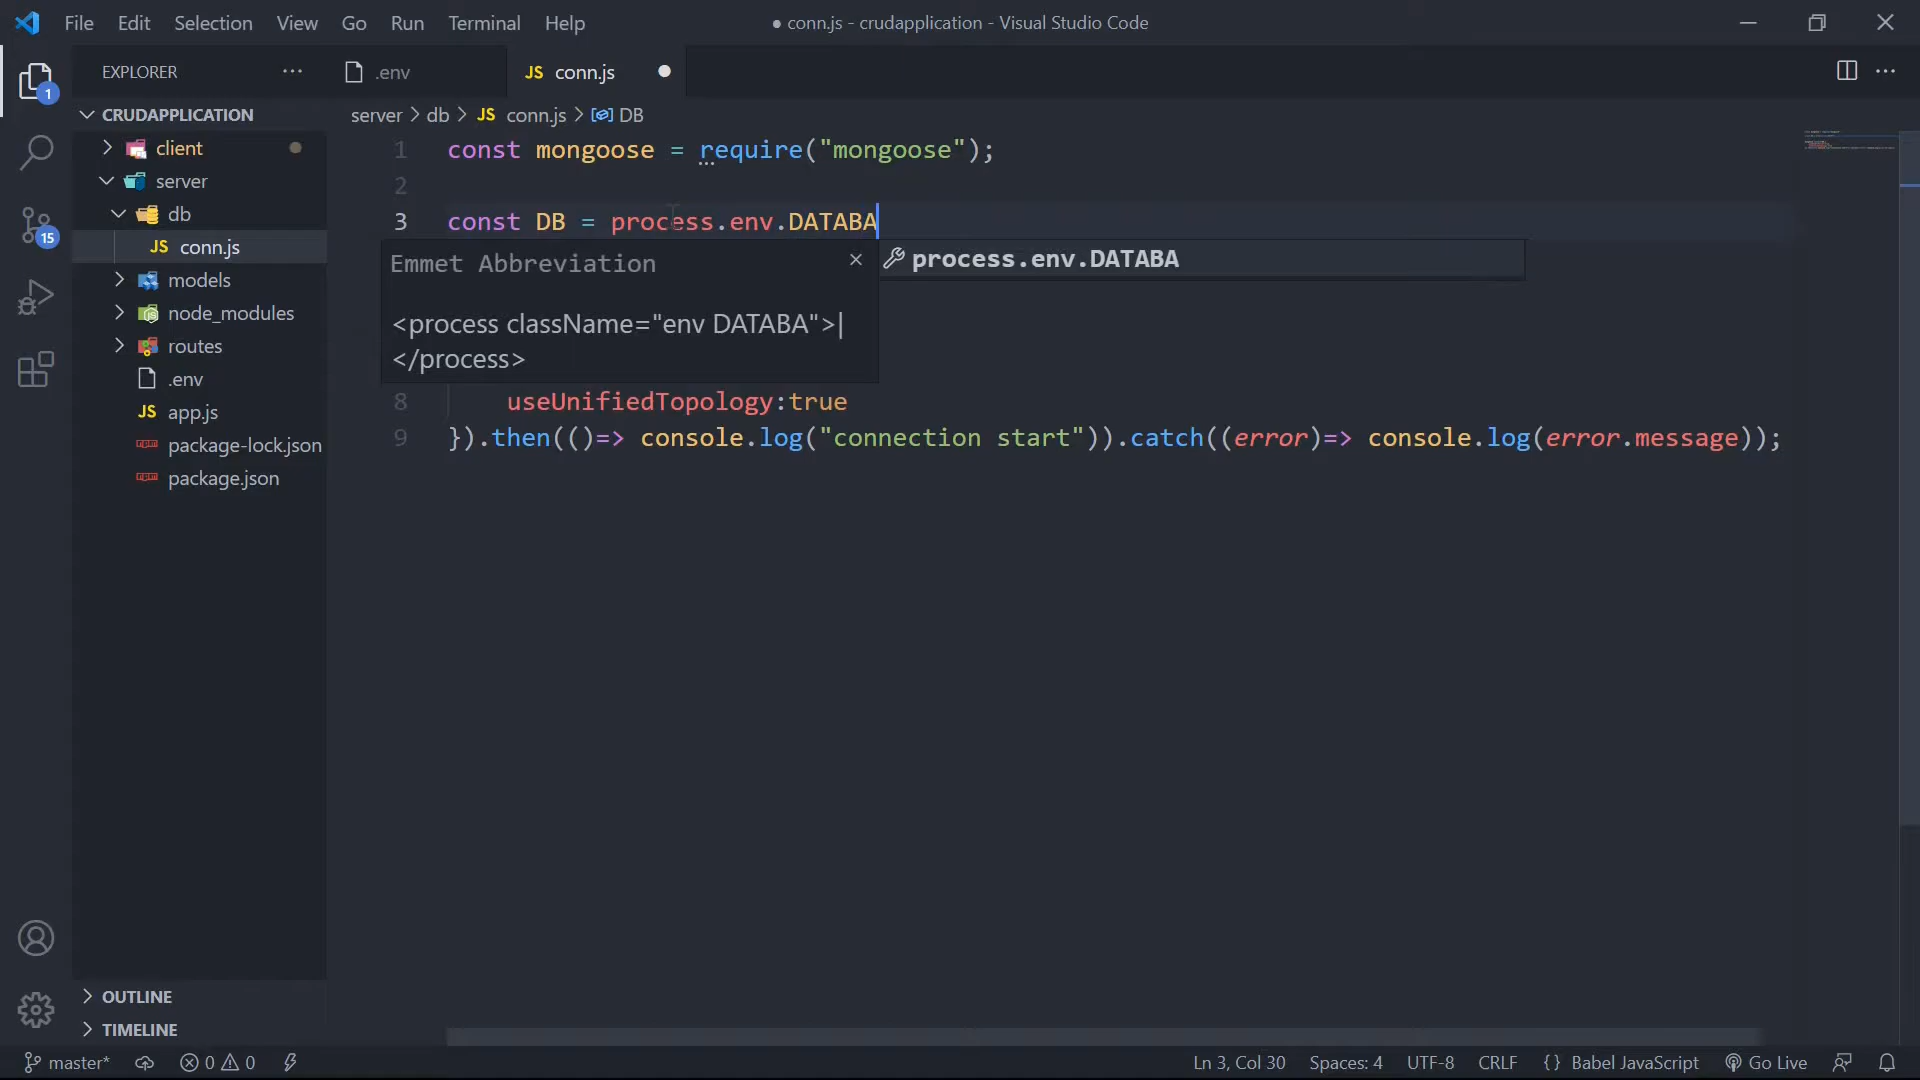 File Edit Selection View Go Run Terminal Help
● conn.js - crudapplication - Visual Studio Code
EXPLORER
.env
JS conn.js
1
CRUDAPPLICATION
server > db > JS conn.js > DB
client
server
db
JS conn.js
models
node_modules
routes
.env
JS app.js
package-lock.json
package.json
15
1 const mongoose = require("mongoose");
2
3 const DB = process.env.DATABA
Emmet Abbreviation
<process className="env DATABA">|
</process>
process.env.DATABA
8 useUnifiedTopology:true
9 }).then(()=> console.log("connection start")).catch((error)=> console.log(error.message));
OUTLINE
TIMELINE
master* 0 0
Ln 3, Col 30 Spaces: 4 UTF-8 CRLF {} Babel JavaScript Go Live